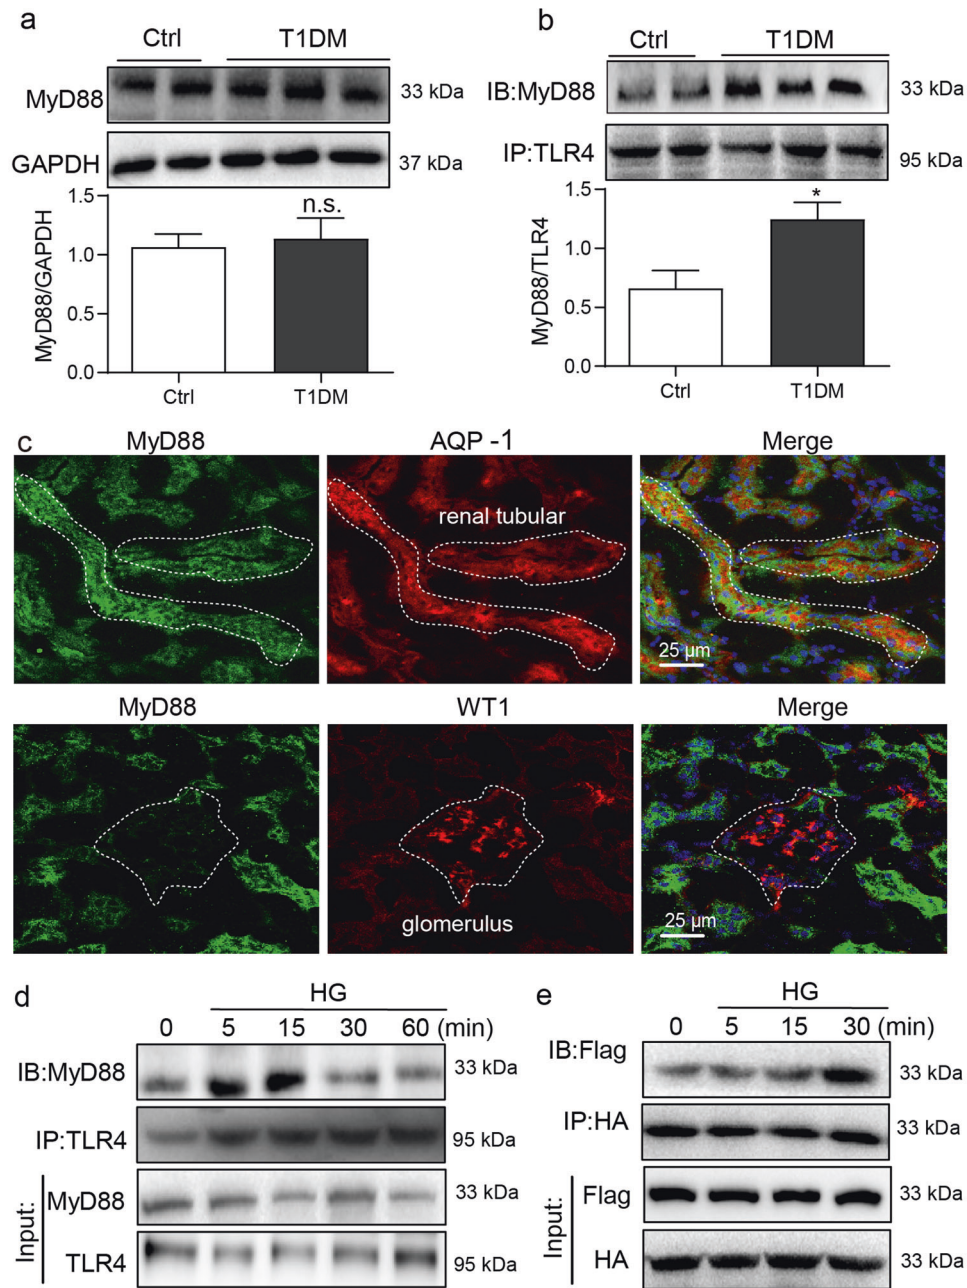 a
Ctrl T1DM
MyD88 33 kDa
GAPDH 37 kDa
MyD88/GAPDH
1.5
1.0
0.5
0.0
n.s.
Ctrl T1DM
b
Ctrl T1DM
IB:MyD88 33 kDa
IP:TLR4 95 kDa
MyD88/TLR4
1.5
1.0
0.5
0.0
*
Ctrl T1DM
c
MyD88 AQP -1 Merge
renal tubular
25 µm
MyD88 WT1 Merge
glomerulus
25 µm
d
HG
0 5 15 30 60 (min)
IB:MyD88 33 kDa
IP:TLR4 95 kDa
Input:
MyD88 33 kDa
TLR4 95 kDa
e
HG
0 5 15 30 (min)
IB:Flag 33 kDa
IP:HA 33 kDa
Input:
Flag 33 kDa
HA 33 kDa